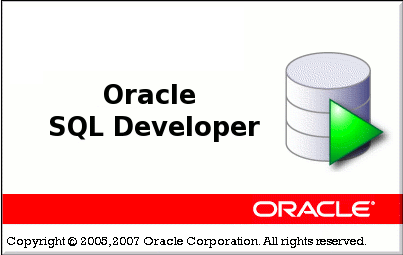 Oracle
SQL Developer
ORACLE®
Copyright © 2005,2007 Oracle Corporation. All rights reserved.